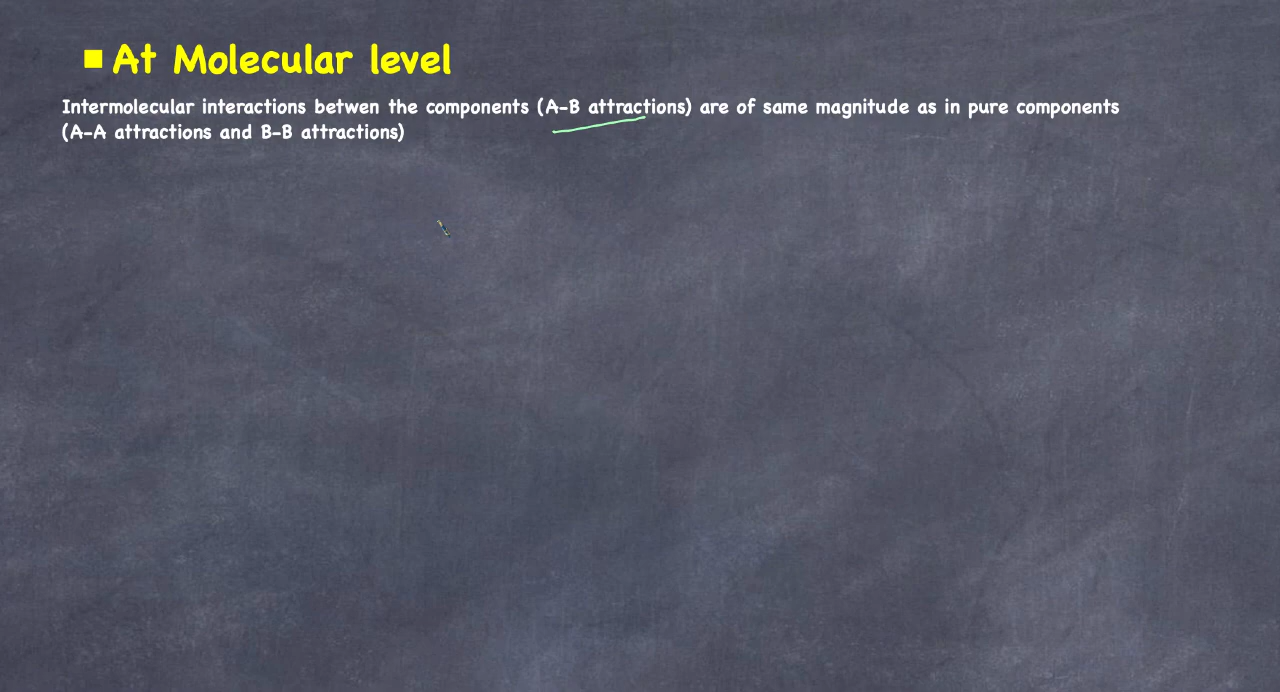 ■ At Molecular level
Intermolecular interactions betwen the components (A-B attractions) are of same magnitude as in pure components
(A-A attractions and B-B attractions)